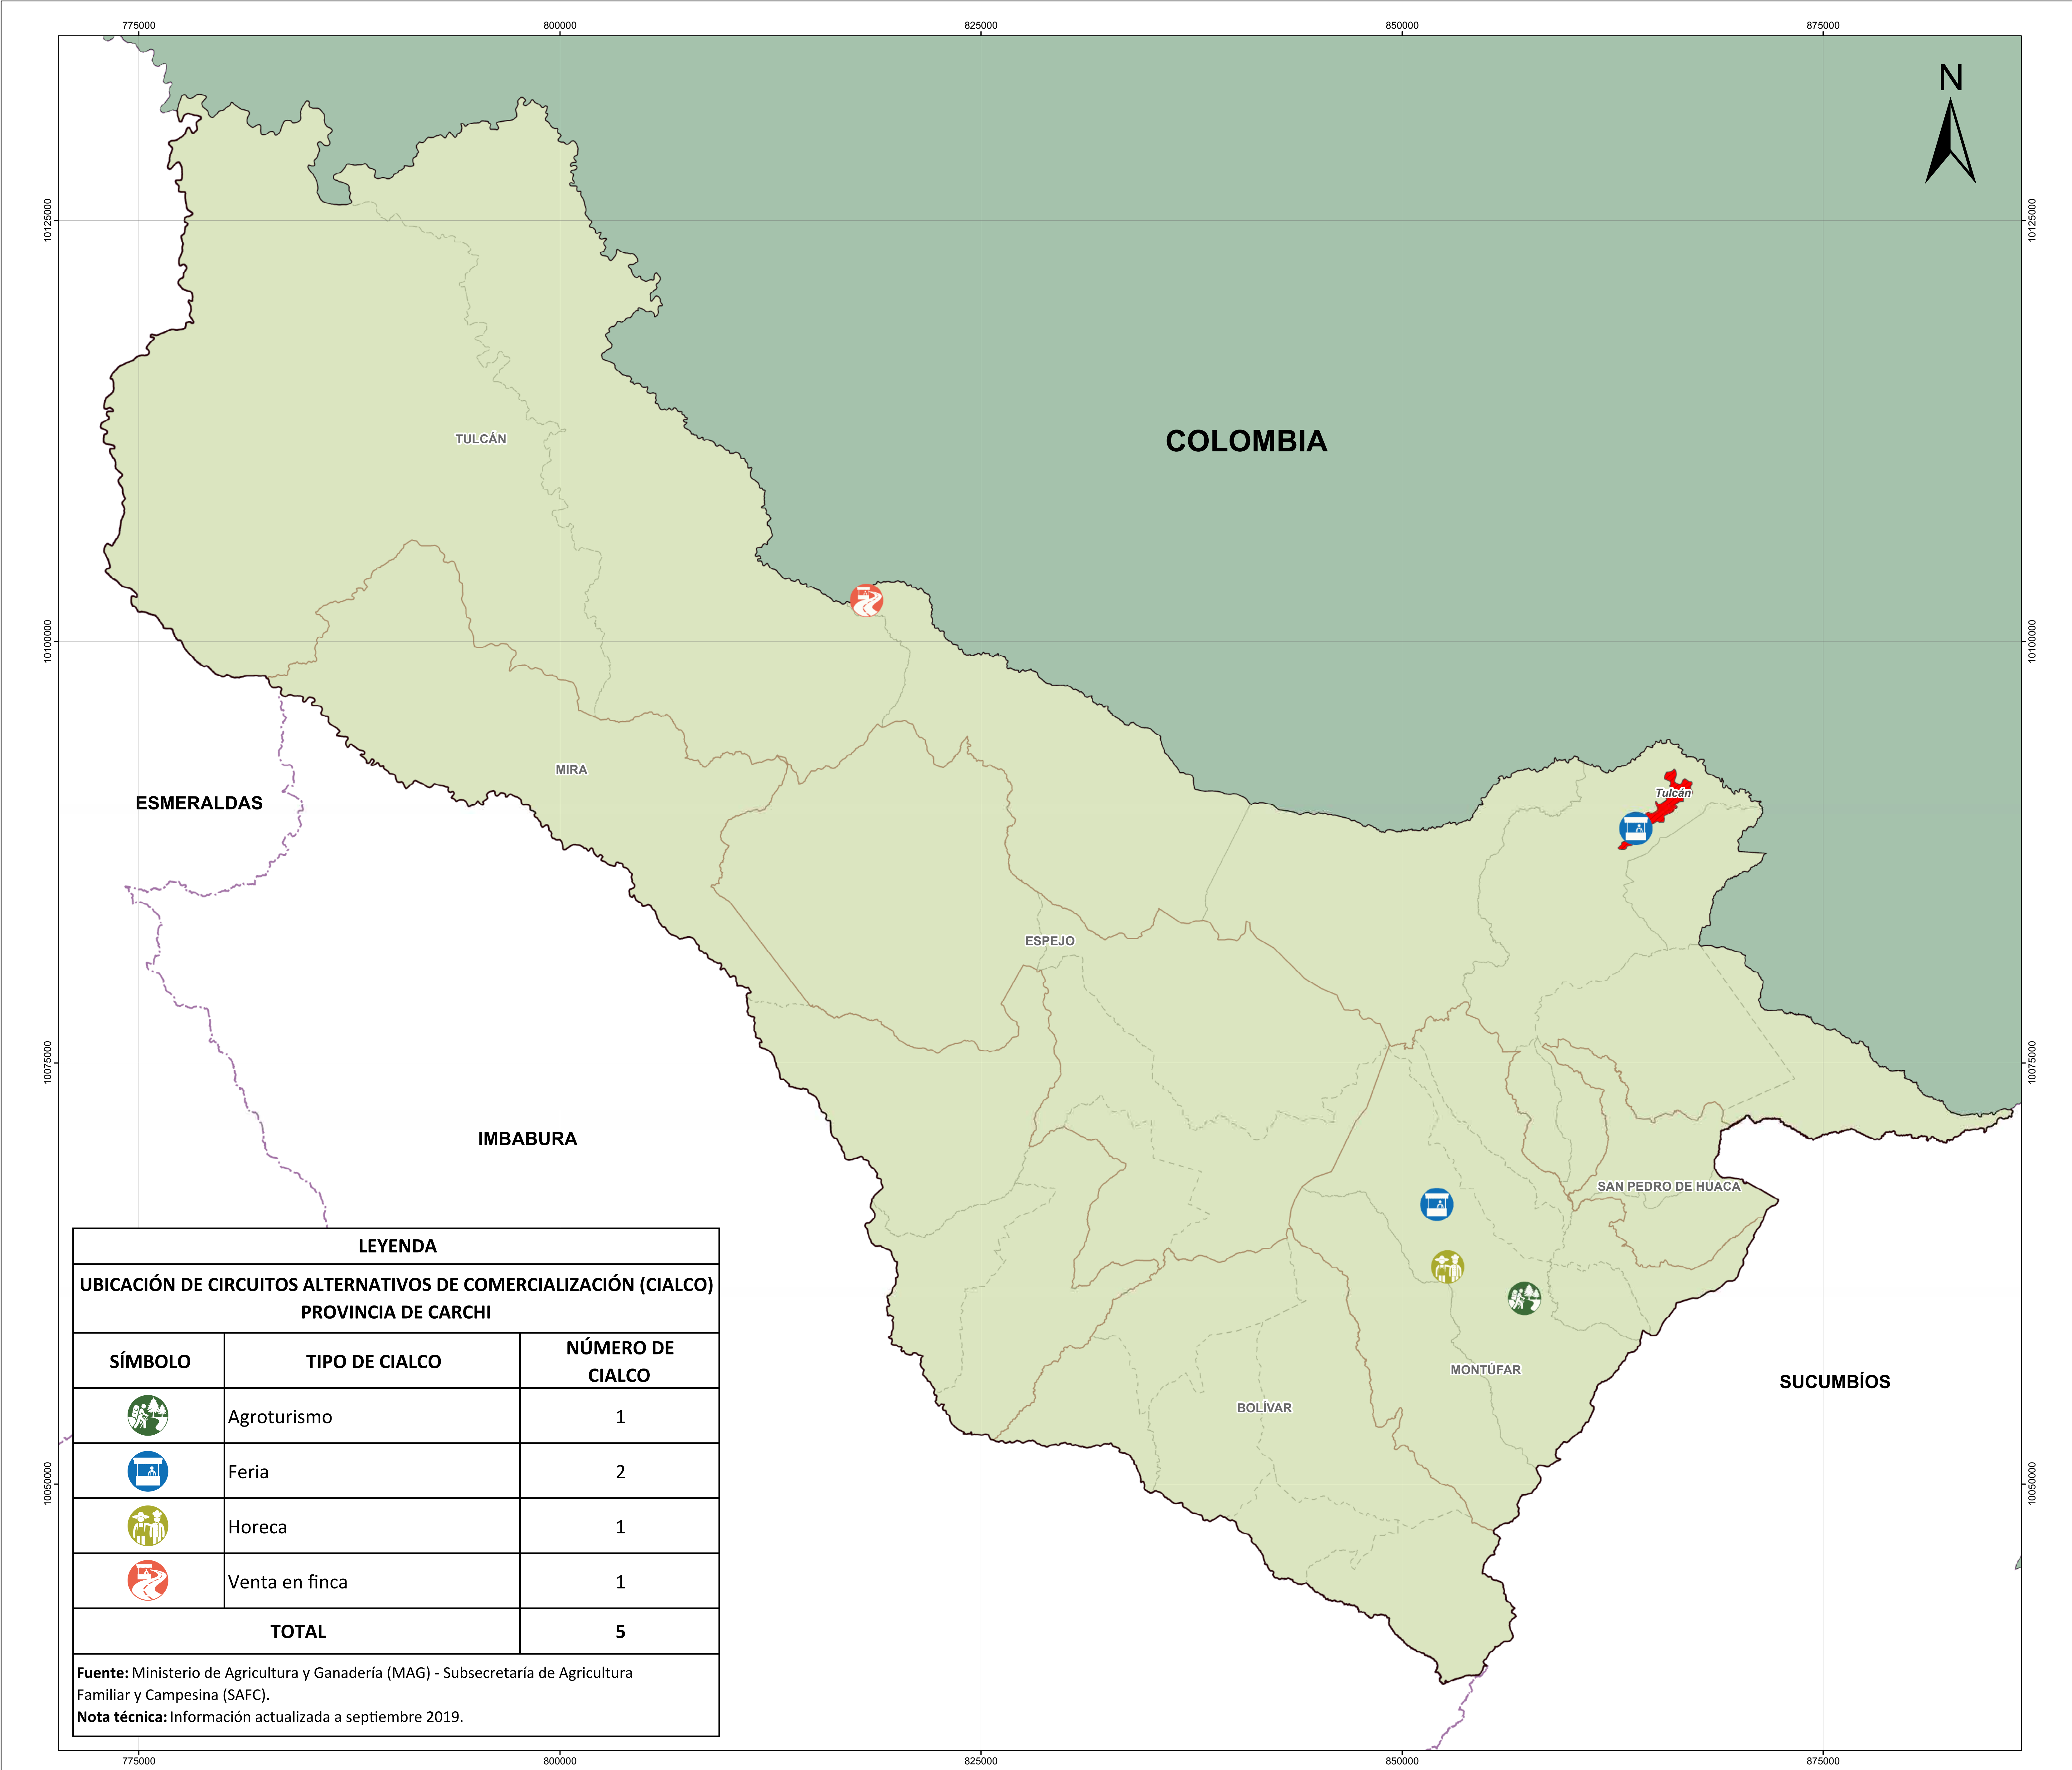 775000
800000
825000
850000
875000
N
10125000
10125000
COLOMBIA
TULCÁN
10100000
10100000
MIRA
Tulcán
ESMERALDAS
ESPEJO
10075000
10075000
IMBABURA
SAN PEDRO DE HUACA
MONTÚFAR
SUCUMBÍOS
BOLÍVAR
10050000
10050000
LEYENDA
UBICACIÓN DE CIRCUITOS ALTERNATIVOS DE COMERCIALIZACIÓN (CIALCO)
PROVINCIA DE CARCHI
SÍMBOLO
TIPO DE CIALCO
NÚMERO DE
CIALCO
Agroturismo
1
Feria
2
Horeca
1
Venta en finca
1
TOTAL
5
Fuente: Ministerio de Agricultura y Ganadería (MAG) - Subsecretaría de Agricultura
Familiar y Campesina (SAFC).
Nota técnica: Información actualizada a septiembre 2019.
775000
800000
825000
850000
875000